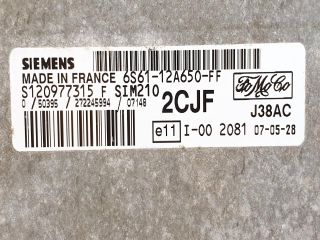 SIEMENS
MADE IN FRANCE 6S61-12A650-FF
S120977315 F SIM210
0 / 50395 / 272245994 / 07148
2CJF
FoMoCo
J38AC
e11 I-00 2081 07-05-28